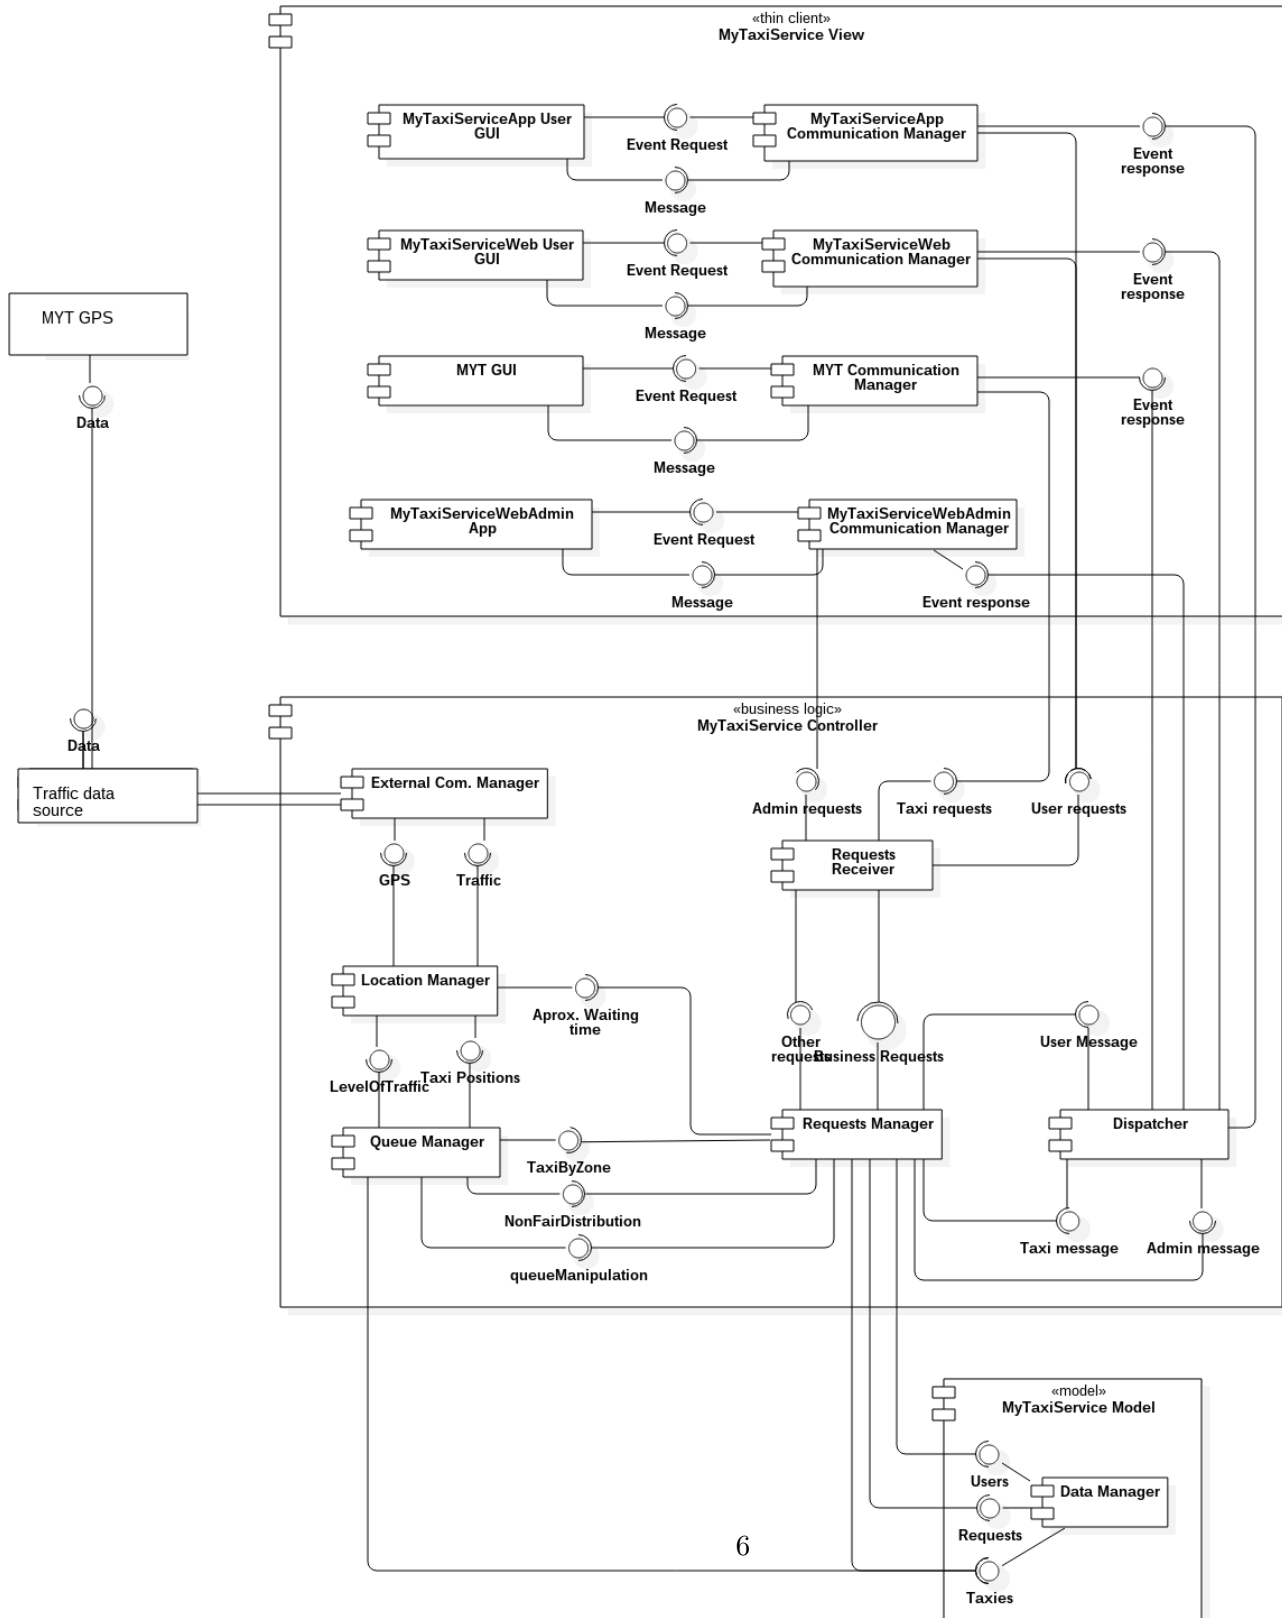 «thin client»
MyTaxiService View
MyTaxiServiceApp User
GUI
Event Request
MyTaxiServiceApp
Communication Manager
Event
response
Message
MyTaxiServiceWeb User
GUI
Event Request
MyTaxiServiceWeb
Communication Manager
Event
response
Message
MYT GPS
Data
MYT GUI
Event Request
MYT Communication
Manager
Event
response
Message
MyTaxiServiceWebAdmin
App
Event Request
MyTaxiServiceWebAdmin
Communication Manager
Message
Event response
«business logic»
MyTaxiService Controller
Data
Traffic data
source
External Com. Manager
Admin requests
Taxi requests
User requests
GPS
Traffic
Requests
Receiver
Location Manager
Aprox. Waiting
time
Other
requests
Business Requests
User Message
LevelOfTraffic
Taxi Positions
Queue Manager
TaxiByZone
Requests Manager
Dispatcher
NonFairDistribution
queueManipulation
Taxi message
Admin message
«model»
MyTaxiService Model
Users
Data Manager
Requests
Taxies
6